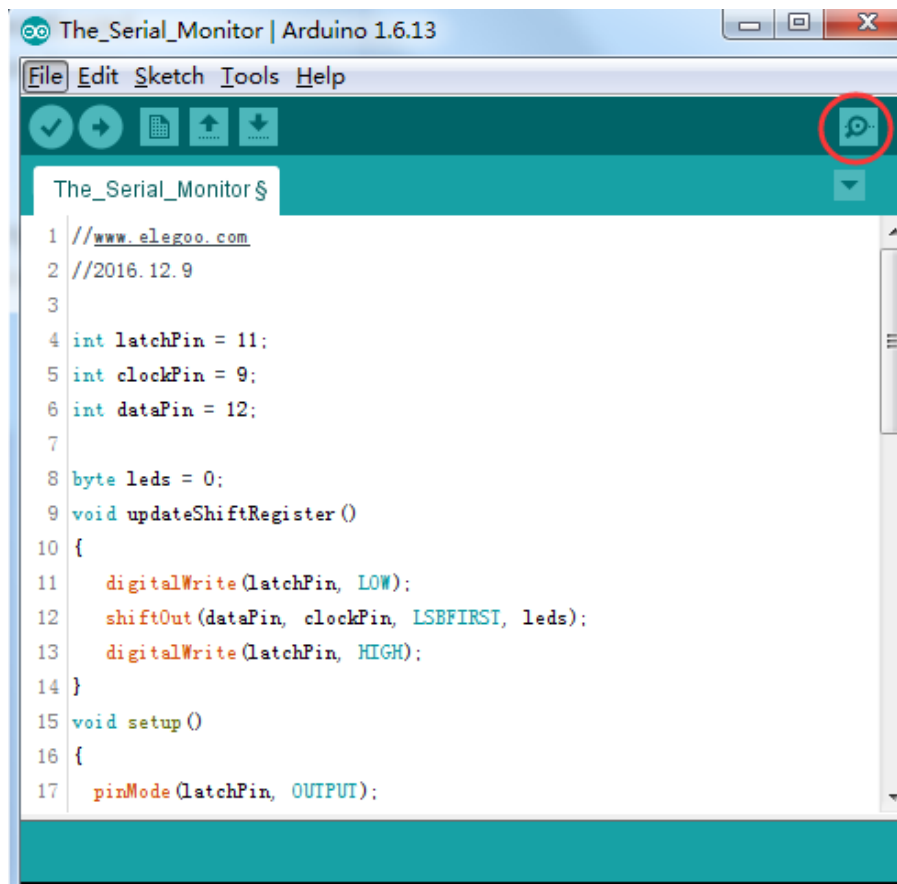 The_Serial_Monitor | Arduino 1.6.13
File Edit Sketch Tools Help
The_Serial_Monitor §
1 //www.elegoo.com
2 //2016.12.9
3
4 int latchPin = 11;
5 int clockPin = 9;
6 int dataPin = 12;
7
8 byte leds = 0;
9 void updateShiftRegister()
10 {
11 digitalWrite(latchPin, LOW);
12 shiftOut(dataPin, clockPin, LSBFIRST, leds);
13 digitalWrite(latchPin, HIGH);
14 }
15 void setup()
16 {
17 pinMode(latchPin, OUTPUT);